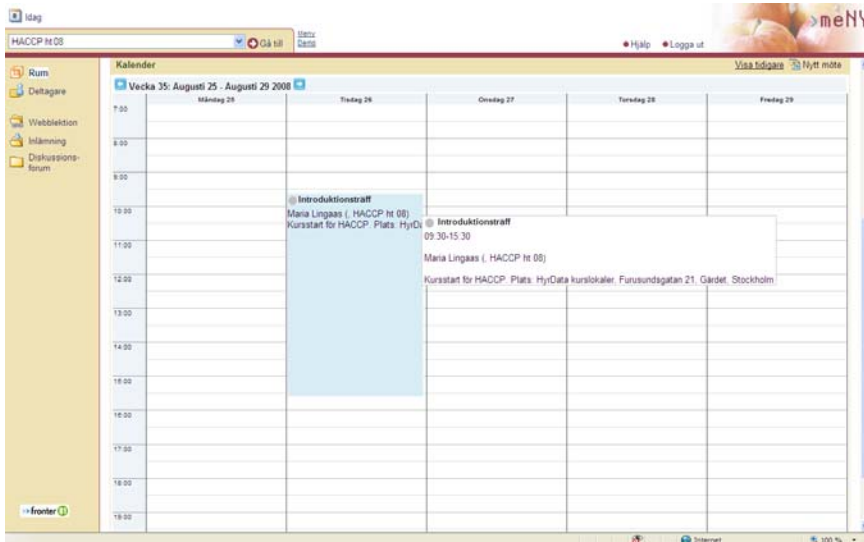 Idag
HACCP ht 08
Gå till
Meny
Hjälp
Logga ut
»meNY
Rum
Deltagare
Webblektion
Inlämning
Diskussions-
forum
Kalender
Visa tidigare
Nytt möte
Vecka 35: Augusti 25 - Augusti 29 2008
Måndag 25
Tisdag 26
Onsdag 27
Torsdag 28
Fredag 29
7:00
8:00
9:00
10:00
11:00
12:00
13:00
14:00
15:00
16:00
17:00
18:00
19:00
Introduktionsträff
Maria Lingaas (, HACCP ht 08)
Kursstart för HACCP. Plats: HyrDa
Introduktionsträff
09:30-15:30
Maria Lingaas (, HACCP ht 08)
Kursstart för HACCP. Plats: HyrData kurslokaler, Furusundsgatan 21, Gärdet, Stockholm
fronter
Internet
100 %